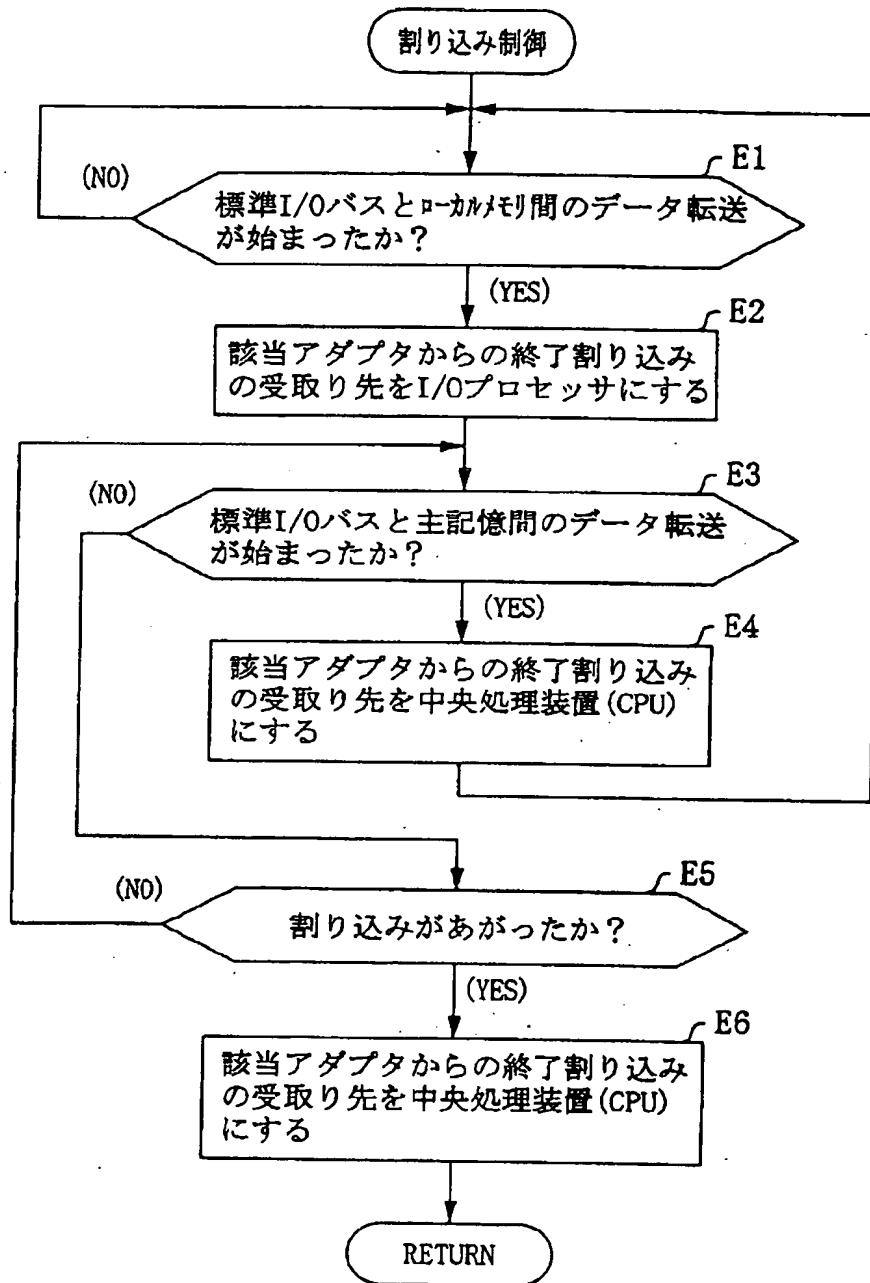 割り込み制御
E1
(NO)
標準I/Oバスとﾛｰｶﾙﾒﾓﾘ間のデータ転送
が始まったか？
(YES)
E2
該当アダプタからの終了割り込み
の受取り先をI/Oプロセッサにする
E3
(NO)
標準I/Oバスと主記憶間のデータ転送
が始まったか？
(YES)
E4
該当アダプタからの終了割り込み
の受取り先を中央処理装置(CPU)
にする
E5
(NO)
割り込みがあがったか？
(YES)
E6
該当アダプタからの終了割り込み
の受取り先を中央処理装置(CPU)
にする
RETURN